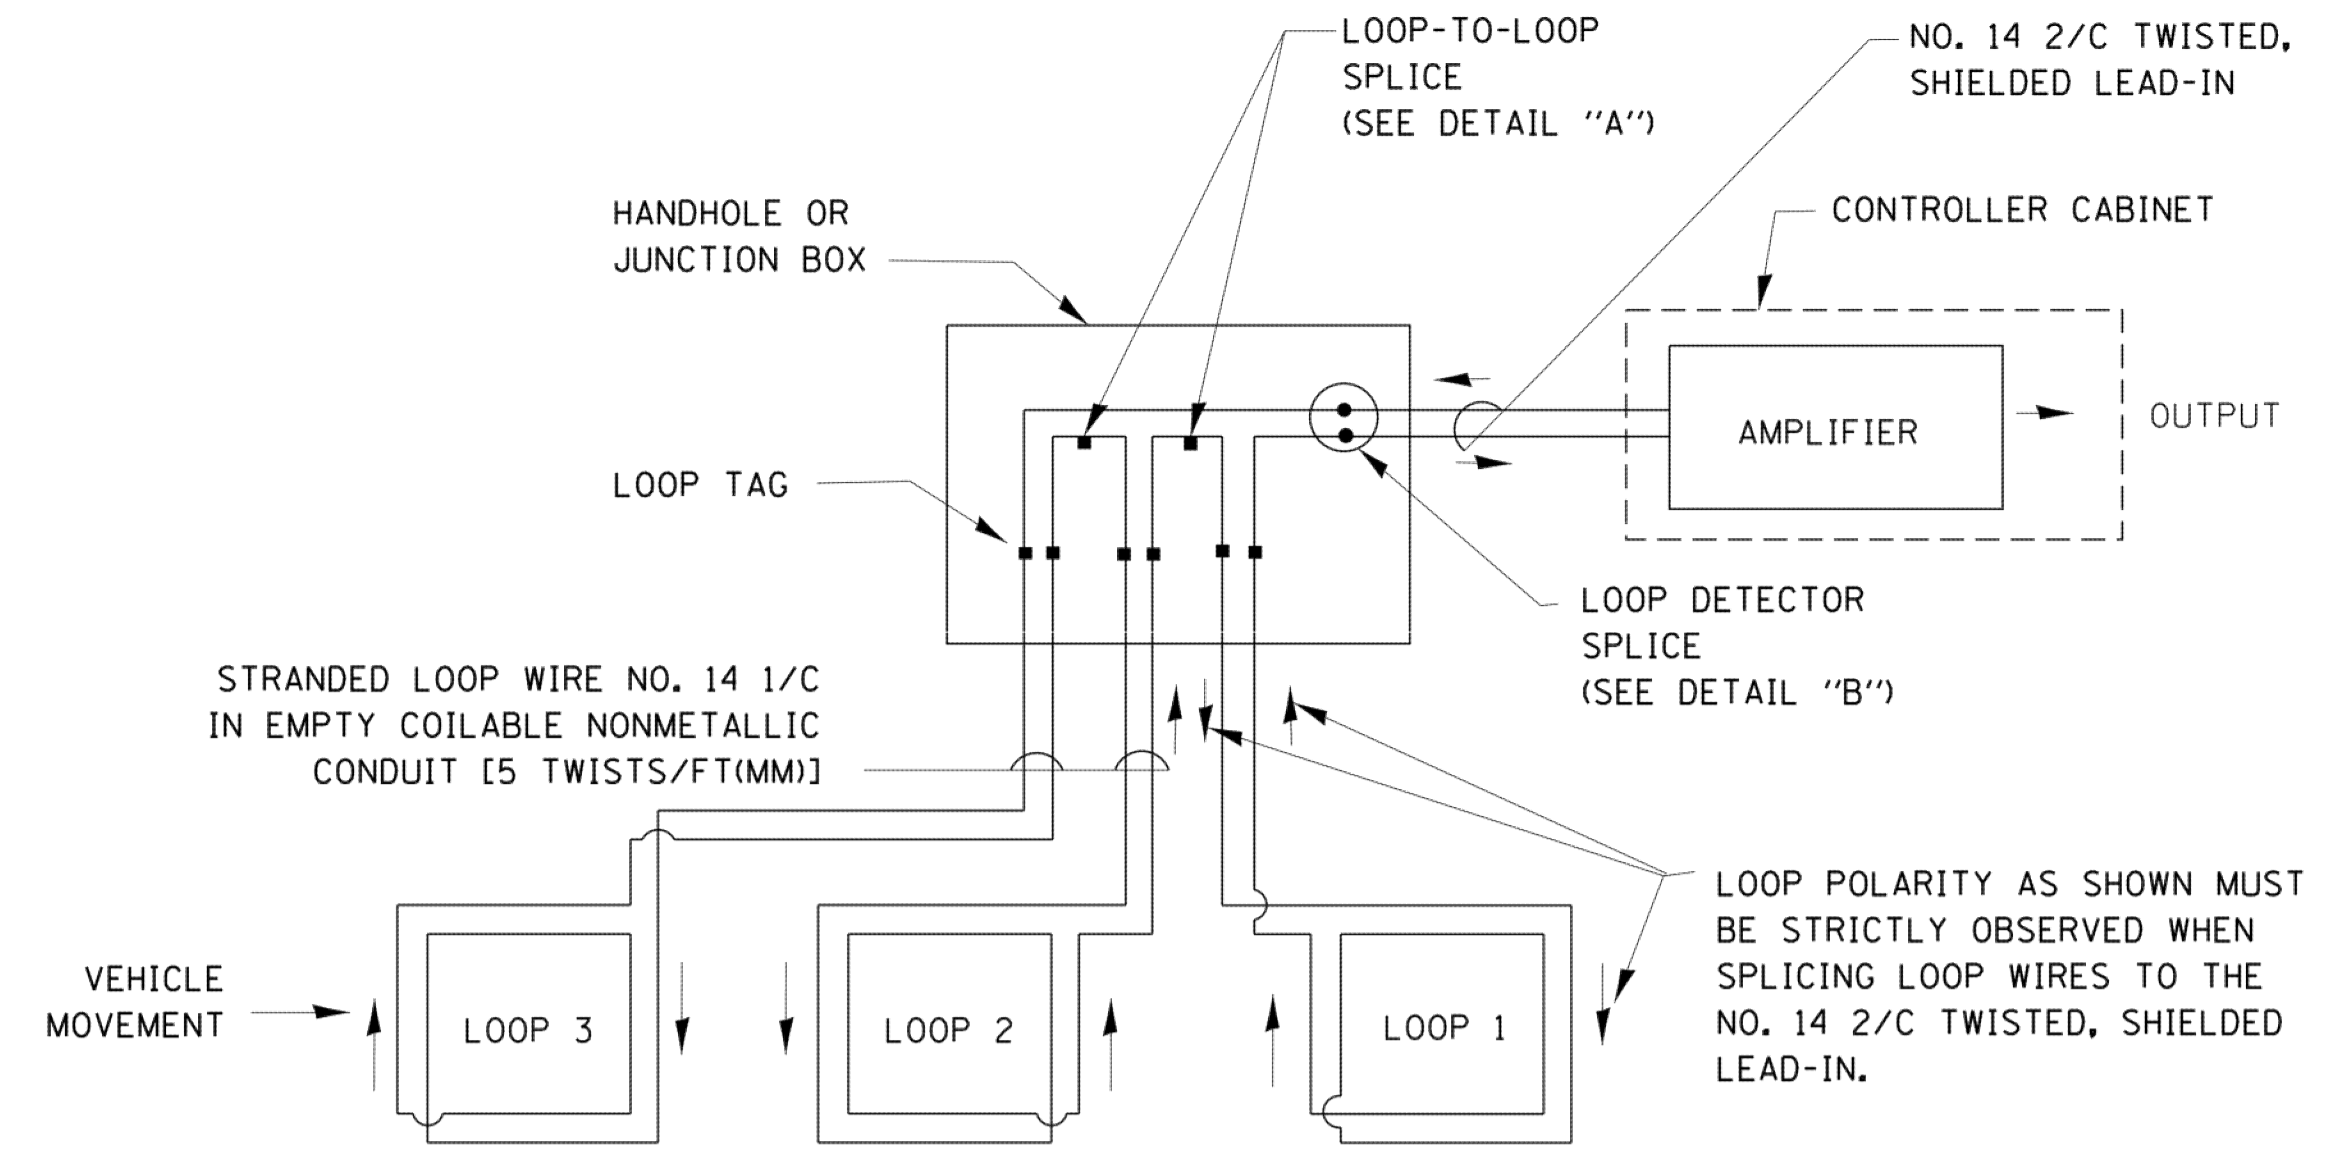 LOOP-TO-LOOP
SPLICE
(SEE DETAIL "A")
NO. 14 2/C TWISTED,
SHIELDED LEAD-IN
HANDHOLE OR
JUNCTION BOX
CONTROLLER CABINET
AMPLIFIER
OUTPUT
LOOP TAG
LOOP DETECTOR
SPLICE
(SEE DETAIL "B")
STRANDED LOOP WIRE NO. 14 1/C
IN EMPTY COILABLE NONMETALLIC
CONDUIT [5 TWISTS/FT(MM)]
LOOP POLARITY AS SHOWN MUST
BE STRICTLY OBSERVED WHEN
SPLICING LOOP WIRES TO THE
NO. 14 2/C TWISTED, SHIELDED
LEAD-IN.
VEHICLE
MOVEMENT
LOOP 3
LOOP 2
LOOP 1